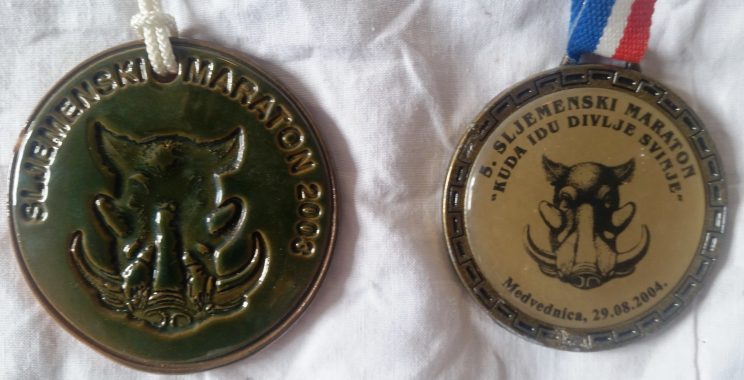 SLJEMENSKI MARATON 2003
5. SLJEMENSKI MARATON
"KUDA IDU DIVLJE SVINJE"
Medvednica, 29.08.2004.